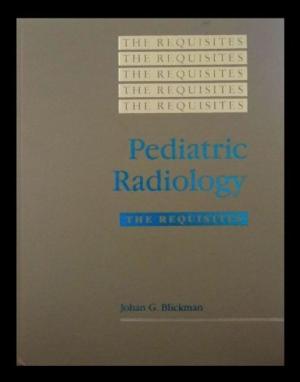 THE REQUISITES
THE REQUISITES
THE REQUISITES
THE REQUISITES
THE REQUISITES
Pediatric
Radiology
THE REQUISITES
Johan G. Blickman